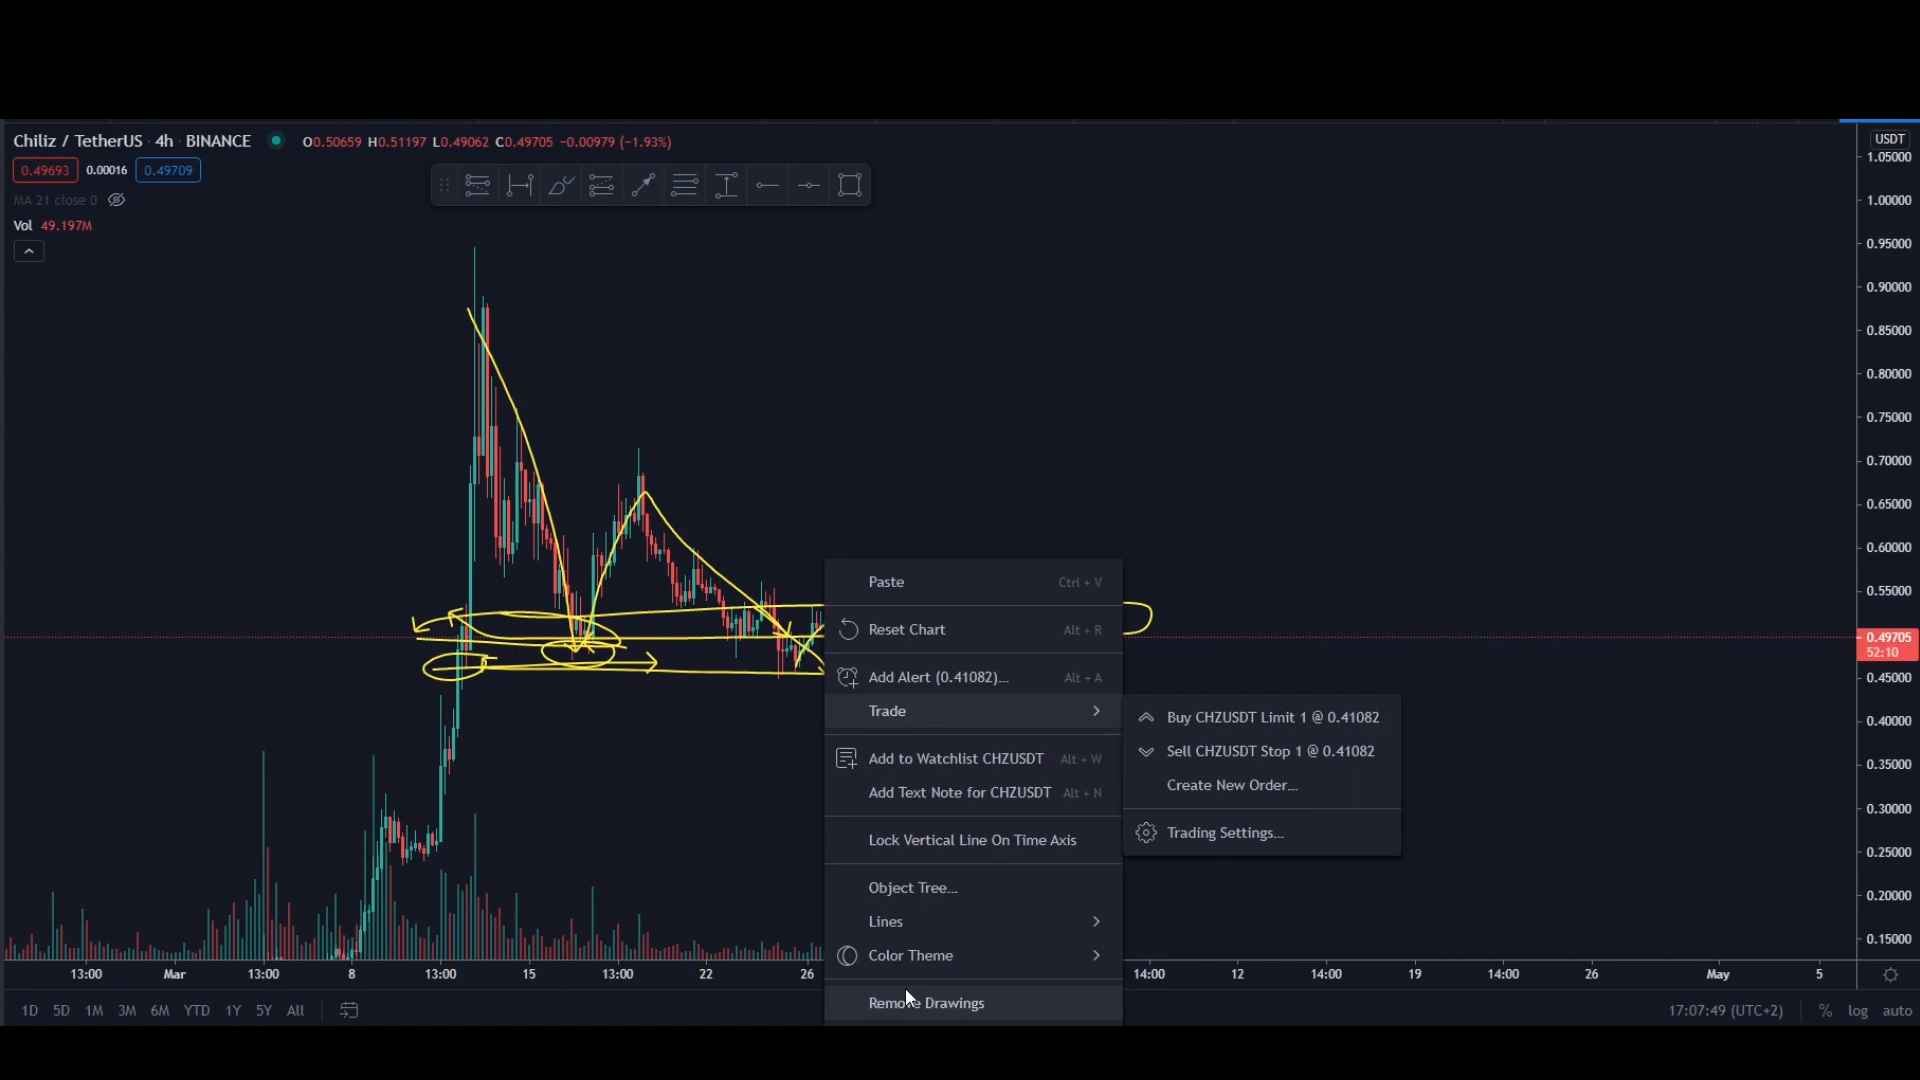 Chiliz / TetherUS · 4h · BINANCE O0.50659 H0.51197 L0.49062 C0.49705 -0.00979 (-1.93%)
0.49693 0.00016 0.49709
MA 21 close 0
Vol 49.197M
USDT
1.05000
1.00000
0.95000
0.90000
0.85000
0.80000
0.75000
0.70000
0.65000
0.60000
0.55000
0.49705
52:10
0.45000
0.40000
0.35000
0.30000
0.25000
0.20000
0.15000
Paste Ctrl + V
Reset Chart Alt + R
Add Alert (0.41082)... Alt + A
Trade
Add to Watchlist CHZUSDT Alt + W
Add Text Note for CHZUSDT Alt + N
Lock Vertical Line On Time Axis
Object Tree...
Lines
Color Theme
Remove Drawings
Buy CHZUSDT Limit 1 @ 0.41082
Sell CHZUSDT Stop 1 @ 0.41082
Create New Order...
Trading Settings...
13:00 Mar 13:00 8 13:00 15 13:00 22 26 14:00 12 14:00 19 14:00 26 May 5
1D 5D 1M 3M 6M YTD 1Y 5Y All 17:07:49 (UTC+2) % log auto